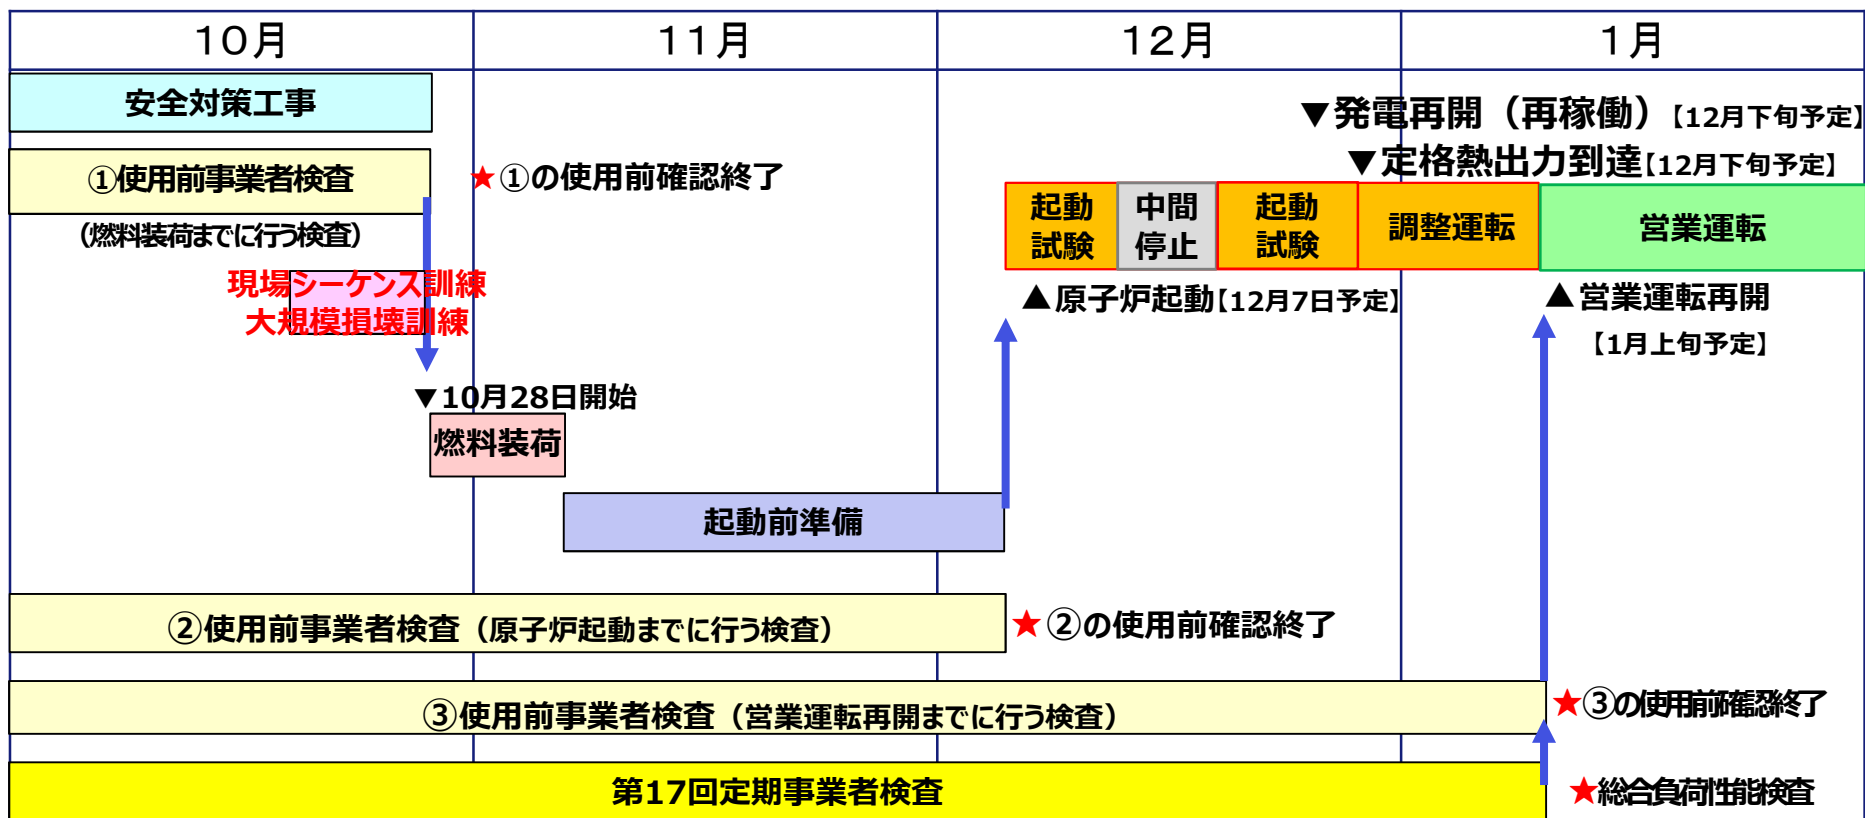 10月
11月
12月
1月
安全対策工事
▼発電再開（再稼働）【12月下旬予定】
▼定格熱出力到達【12月下旬予定】
①使用前事業者検査
（燃料装荷までに行う検査）
★①の使用前確認終了
起動
試験
中間
停止
起動
試験
調整運転
営業運転
現場シーケンス訓練
大規模損壊訓練
▲原子炉起動【12月7日予定】
▲営業運転再開
【1月上旬予定】
▼10月28日開始
燃料装荷
起動前準備
②使用前事業者検査（原子炉起動までに行う検査）
★②の使用前確認終了
③使用前事業者検査（営業運転再開までに行う検査）
★③の使用前確認終了
第17回定期事業者検査
★総合負荷性能検査